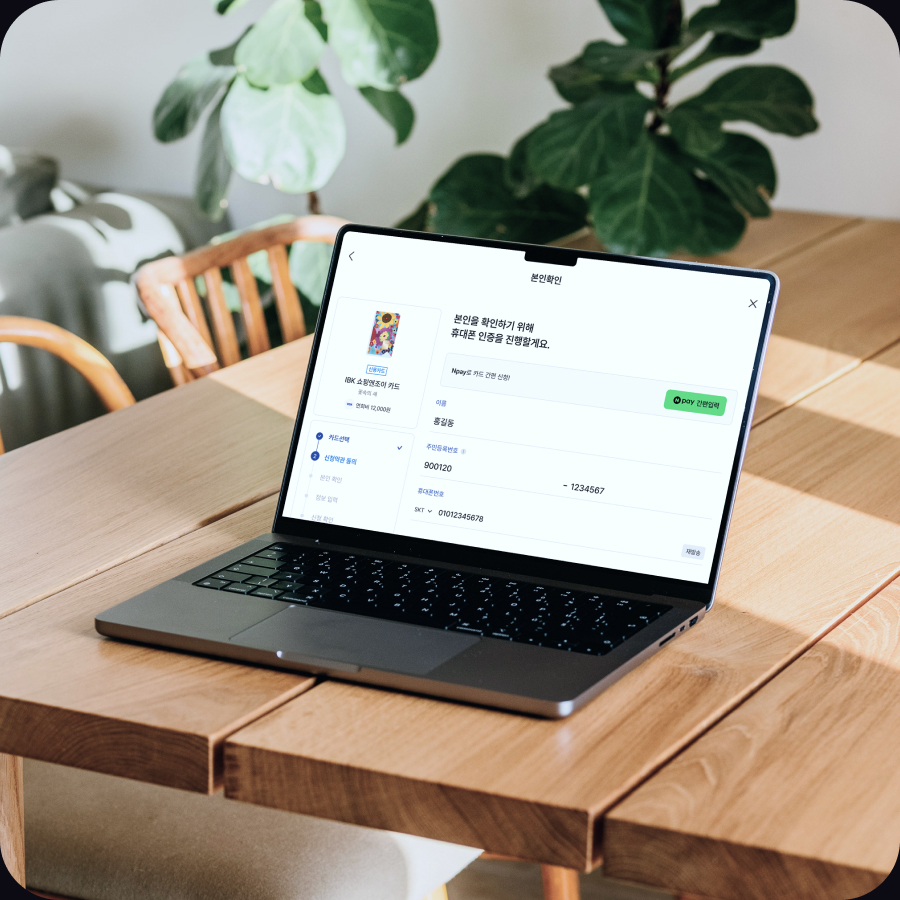 본인확인
신용카드
IBK 쇼핑엔조이 카드
연회비 12,000원
카드선택
2
신청약관 동의
본인 확인
정보 입력
신청 확인
본인을 확인하기 위해
휴대폰 인증을 진행할게요.
Npay로 카드 간편 신청!
N pay 간편입력
이름
홍길동
주민등록번호
900120
- 1234567
휴대폰번호
SKT
01012345678
재발송